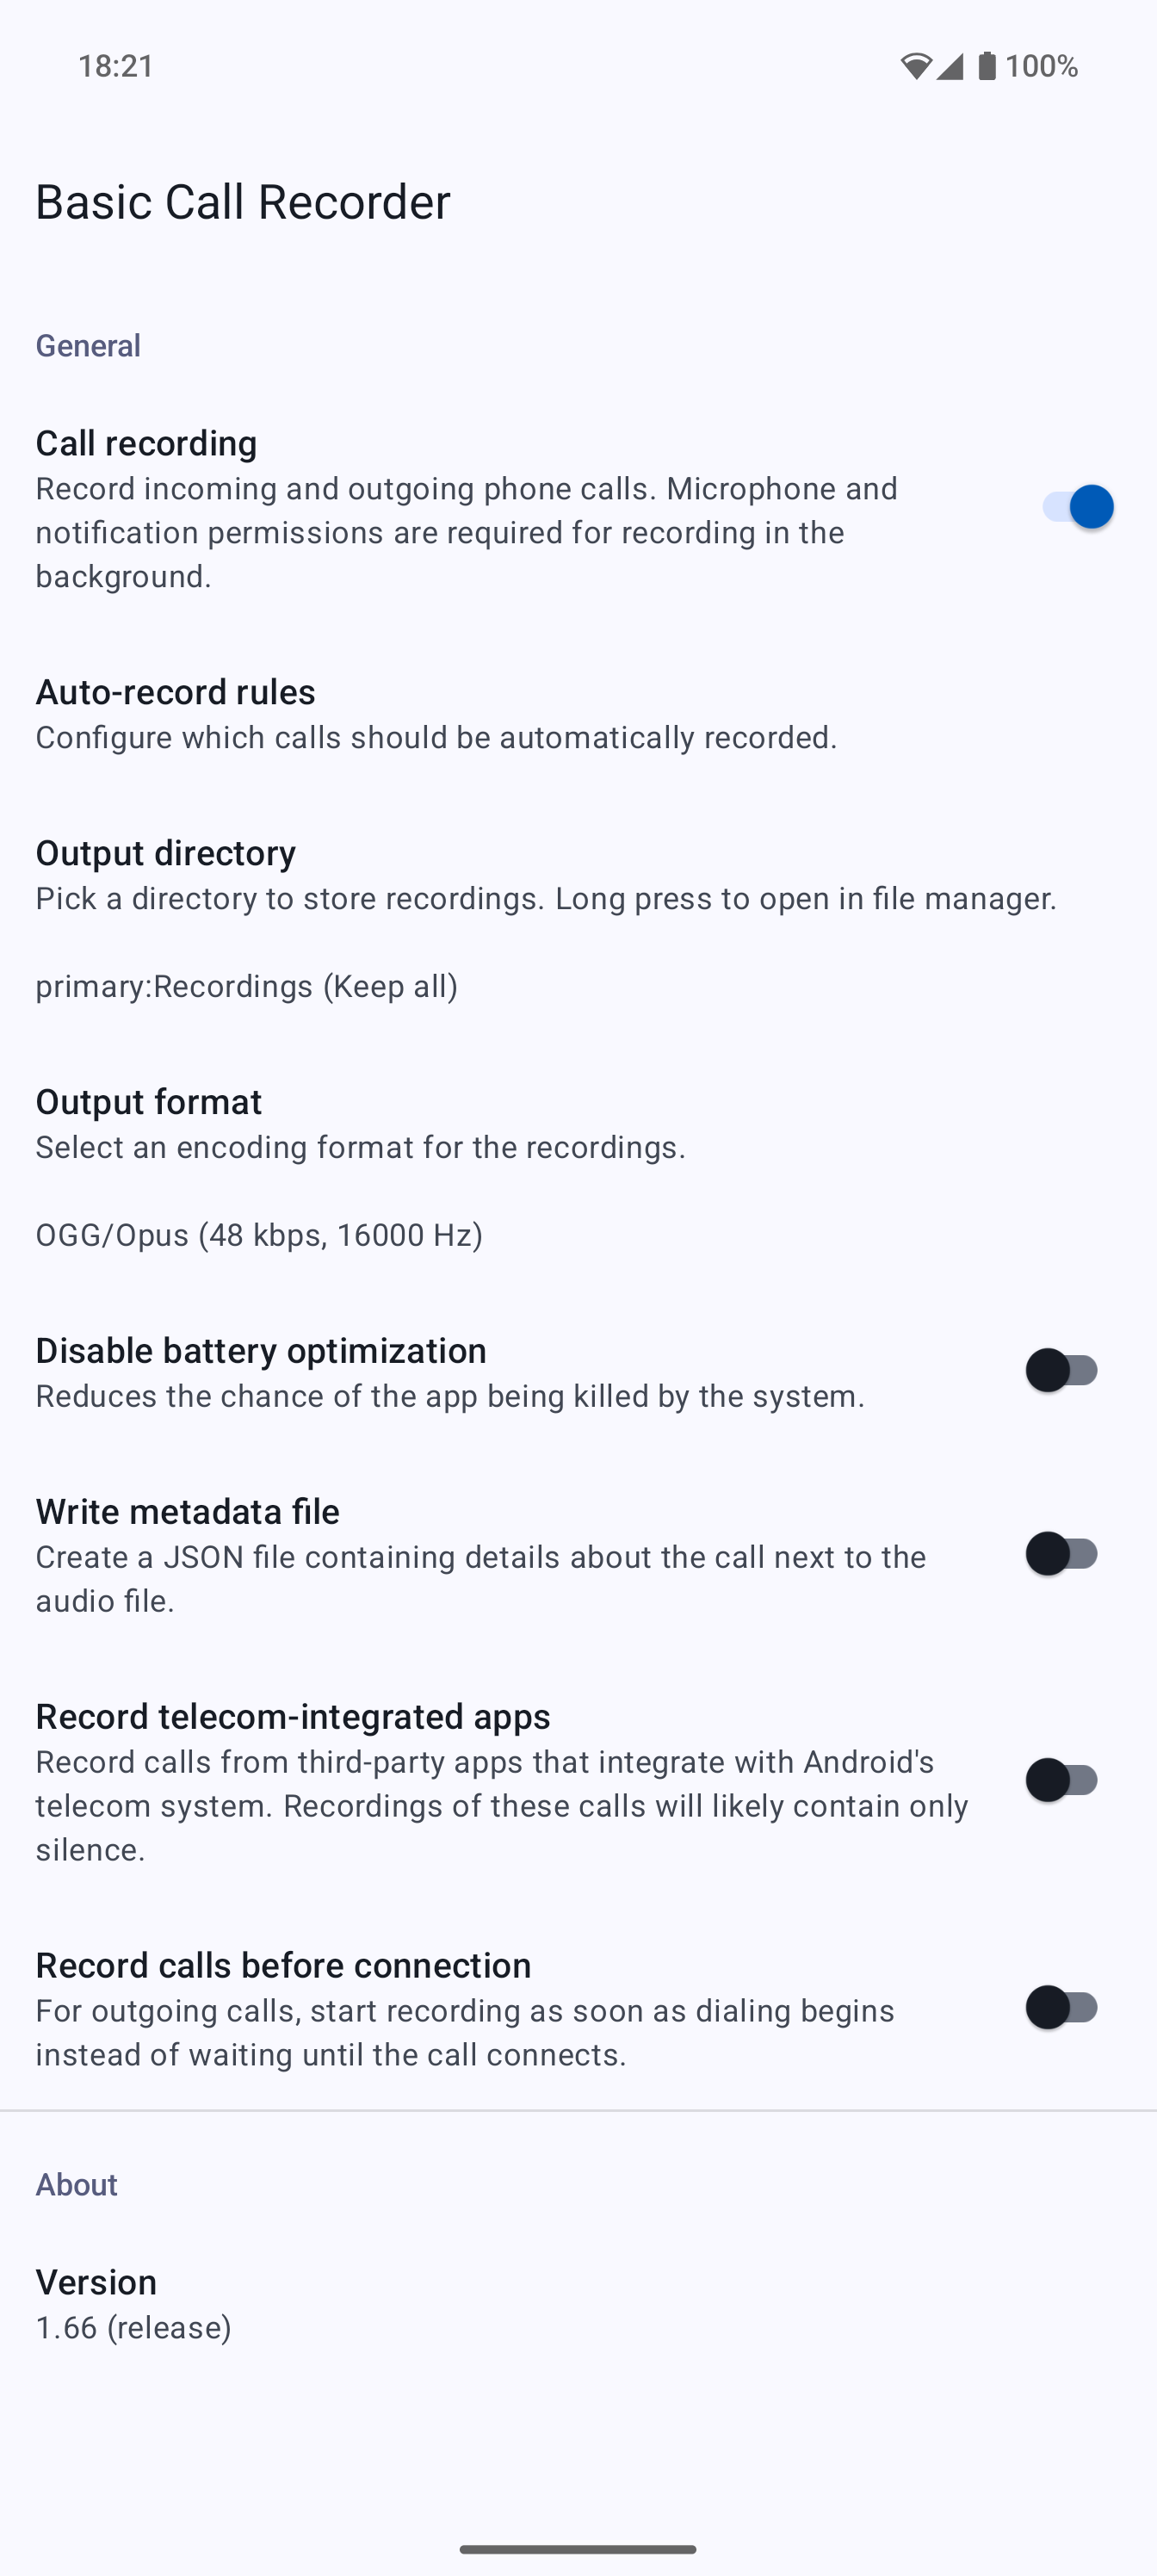 18:21
100%
Basic Call Recorder
General
Call recording
Record incoming and outgoing phone calls. Microphone and
notification permissions are required for recording in the
background.
Auto-record rules
Configure which calls should be automatically recorded.
Output directory
Pick a directory to store recordings. Long press to open in file manager.
primary:Recordings (Keep all)
Output format
Select an encoding format for the recordings.
OGG/Opus (48 kbps, 16000 Hz)
Disable battery optimization
Reduces the chance of the app being killed by the system.
Write metadata file
Create a JSON file containing details about the call next to the
audio file.
Record telecom-integrated apps
Record calls from third-party apps that integrate with Android's
telecom system. Recordings of these calls will likely contain only
silence.
Record calls before connection
For outgoing calls, start recording as soon as dialing begins
instead of waiting until the call connects.
About
Version
1.66 (release)